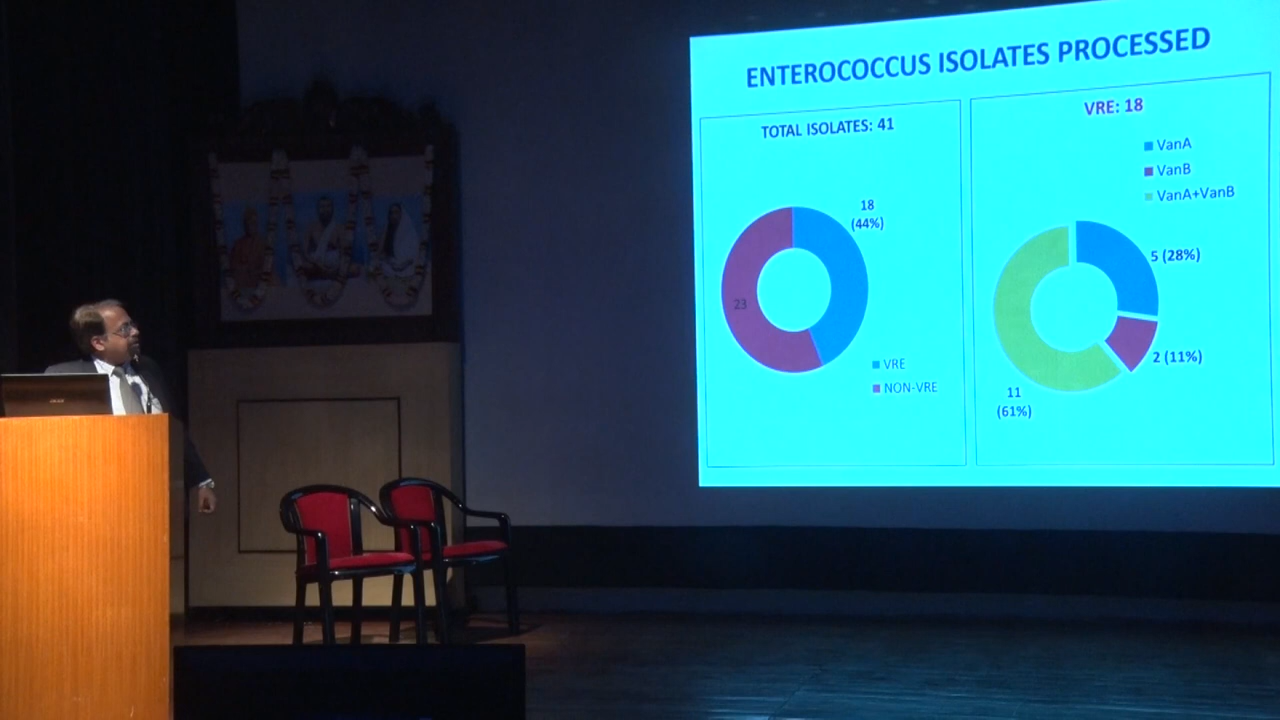 ENTEROCOCCUS ISOLATES PROCESSED
TOTAL ISOLATES: 41
18
(44%)
23
VRE
NON-VRE
VRE: 18
VanA
VanB
VanA+VanB
5 (28%)
2 (11%)
11
(61%)
acer